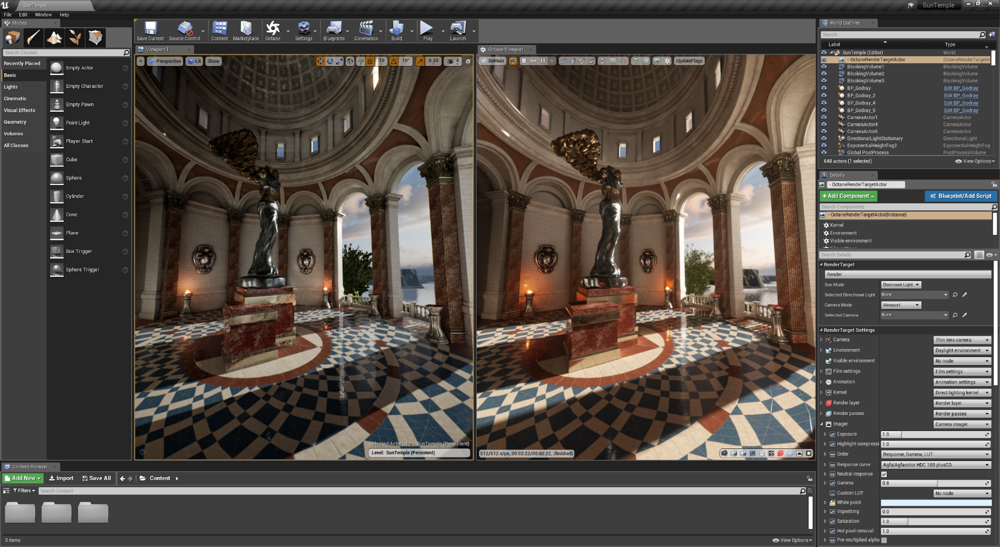 SunTemple
SunTemple
File Edit Window Help
Modes
Search Classes
Recently Placed
Basic
Lights
Cinematic
Visual Effects
Geometry
Volumes
All Classes
Empty Actor
Empty Character
Empty Pawn
Point Light
Player Start
Cube
Sphere
Cylinder
Cone
Plane
Box Trigger
Sphere Trigger
Save Current Source Control Content Marketplace Octane Settings Blueprints Cinematics Build Play Launch
Viewport 1
Perspective Lit Show 10 10° 0.25 4
Selected Actor(s) in: SunTemple (Persistent)
Level: SunTemple (Persistent)
Octane Viewport
DeMain UpdateFlags
512/512 s/px, 00:02:22/00:02:22, (finished)
World Outliner
Search...
Label Type
SunTemple (Editor) World
- OctaneRenderTargetActor OctaneRenderTargetA
BlockingVolume1 BlockingVolume
BlockingVolume2 BlockingVolume
BlockingVolume3 BlockingVolume
BP_Godray Edit BP_Godray
BP_Godray_2 Edit BP_Godray
BP_Godray_4 Edit BP_Godray
BP_Godray_5 Edit BP_Godray
CameraActor1 CameraActor
CameraActor4 CameraActor
CameraActor6 CameraActor
DirectionalLightStationary DirectionalLight
ExponentialHeightFog2 ExponentialHeightFog
Global PostProcess PostProcessVolume
648 actors (1 selected) View Options
Details
- OctaneRenderTargetActor
+Add Component Blueprint/Add Script
Search Components
- OctaneRenderTargetActor(Instance)
Kernel
Environment
Visible environment
Film settings
Search Details
RenderTarget
Render
Sun Mode Dominant Light
Selected Directional Light None
Camera Mode Viewport
Selected Camera None
RenderTarget Settings
Camera Thin lens camera
Environment Daylight environment
Visible environment No node
Film settings Film settings
Animation Animation settings
Kernel Direct lighting kernel
Render layer Render layer
Render passes Render passes
Imager Camera imager
Exposure 1.0
Highlight compressi 1.0
Order Response, Gamma, LUT
Response curve Agfa|Agfacolor HDC 100 plusCD
Neutral response
Gamma 0.8
Custom LUT No node
White point
Vignetting 0.0
Saturation 1.0
Hot pixel removal 1.0
Pre-multiplied alpha
Content Browser
Add New Import Save All Content
Filters Search Content
3 items View Options